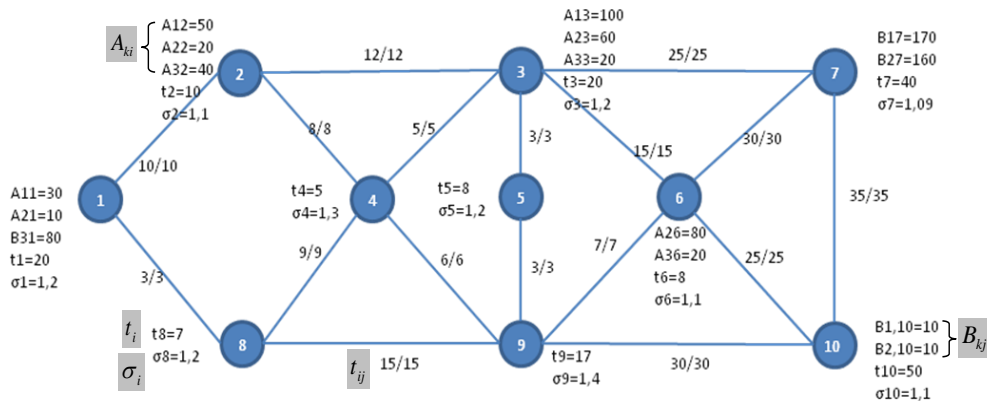 A12=50
A22=20
A32=40
t2=10
σ2=1,1
Aki
2
12/12
A13=100
A23=60
A33=20
t3=20
σ3=1,2
3
25/25
7
B17=170
B27=160
t7=40
σ7=1,09
8/8
5/5
3/3
15/15
30/30
10/10
A11=30
A21=10
B31=80
t1=20
σ1=1,2
1
t4=5
σ4=1,3
4
t5=8
σ5=1,2
5
6
A26=80
A36=20
t6=8
σ6=1,1
35/35
3/3
9/9
6/6
3/3
7/7
25/25
ti
σi
t8=7
σ8=1,2
8
tij
15/15
9
t9=17
σ9=1,4
30/30
10
B1,10=10
B2,10=10
t10=50
σ10=1,1
Bkj